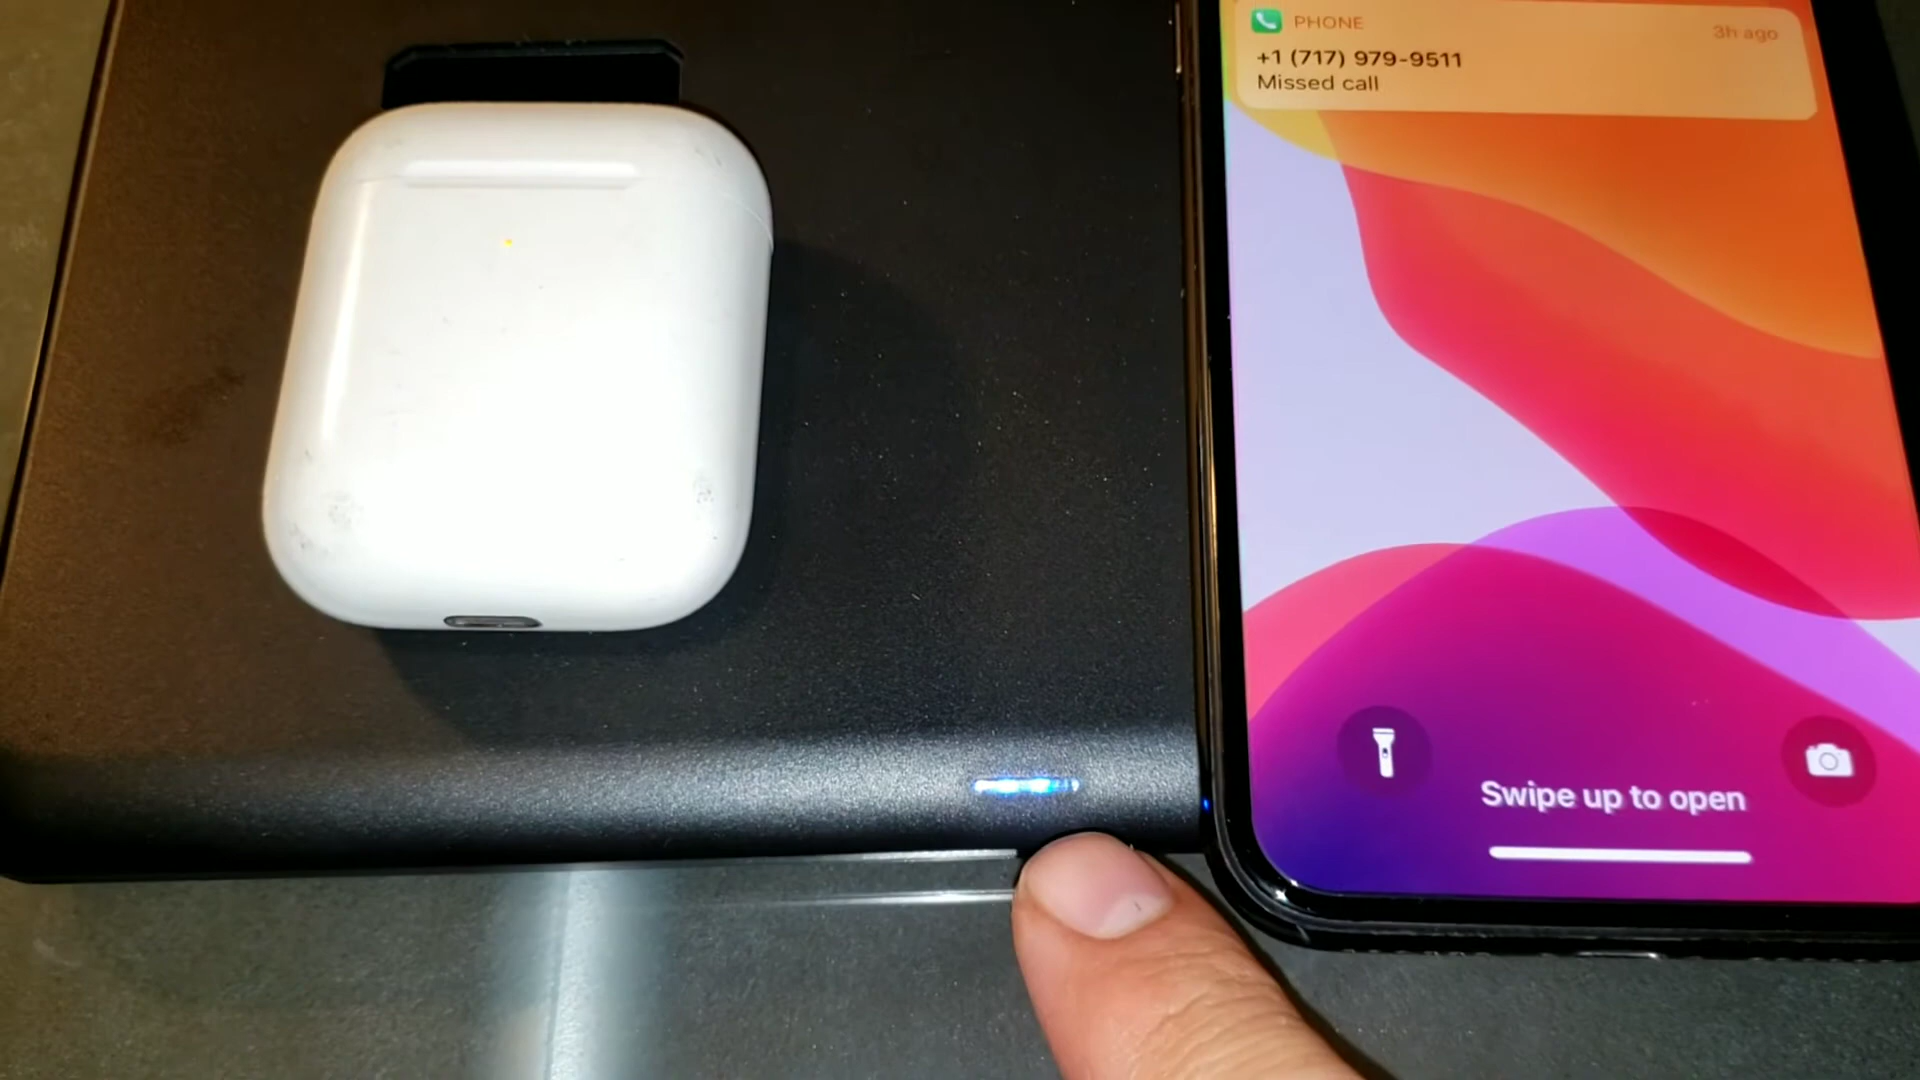 PHONE
3h ago
+1 (717) 979-9511
Missed call
Swipe up to open